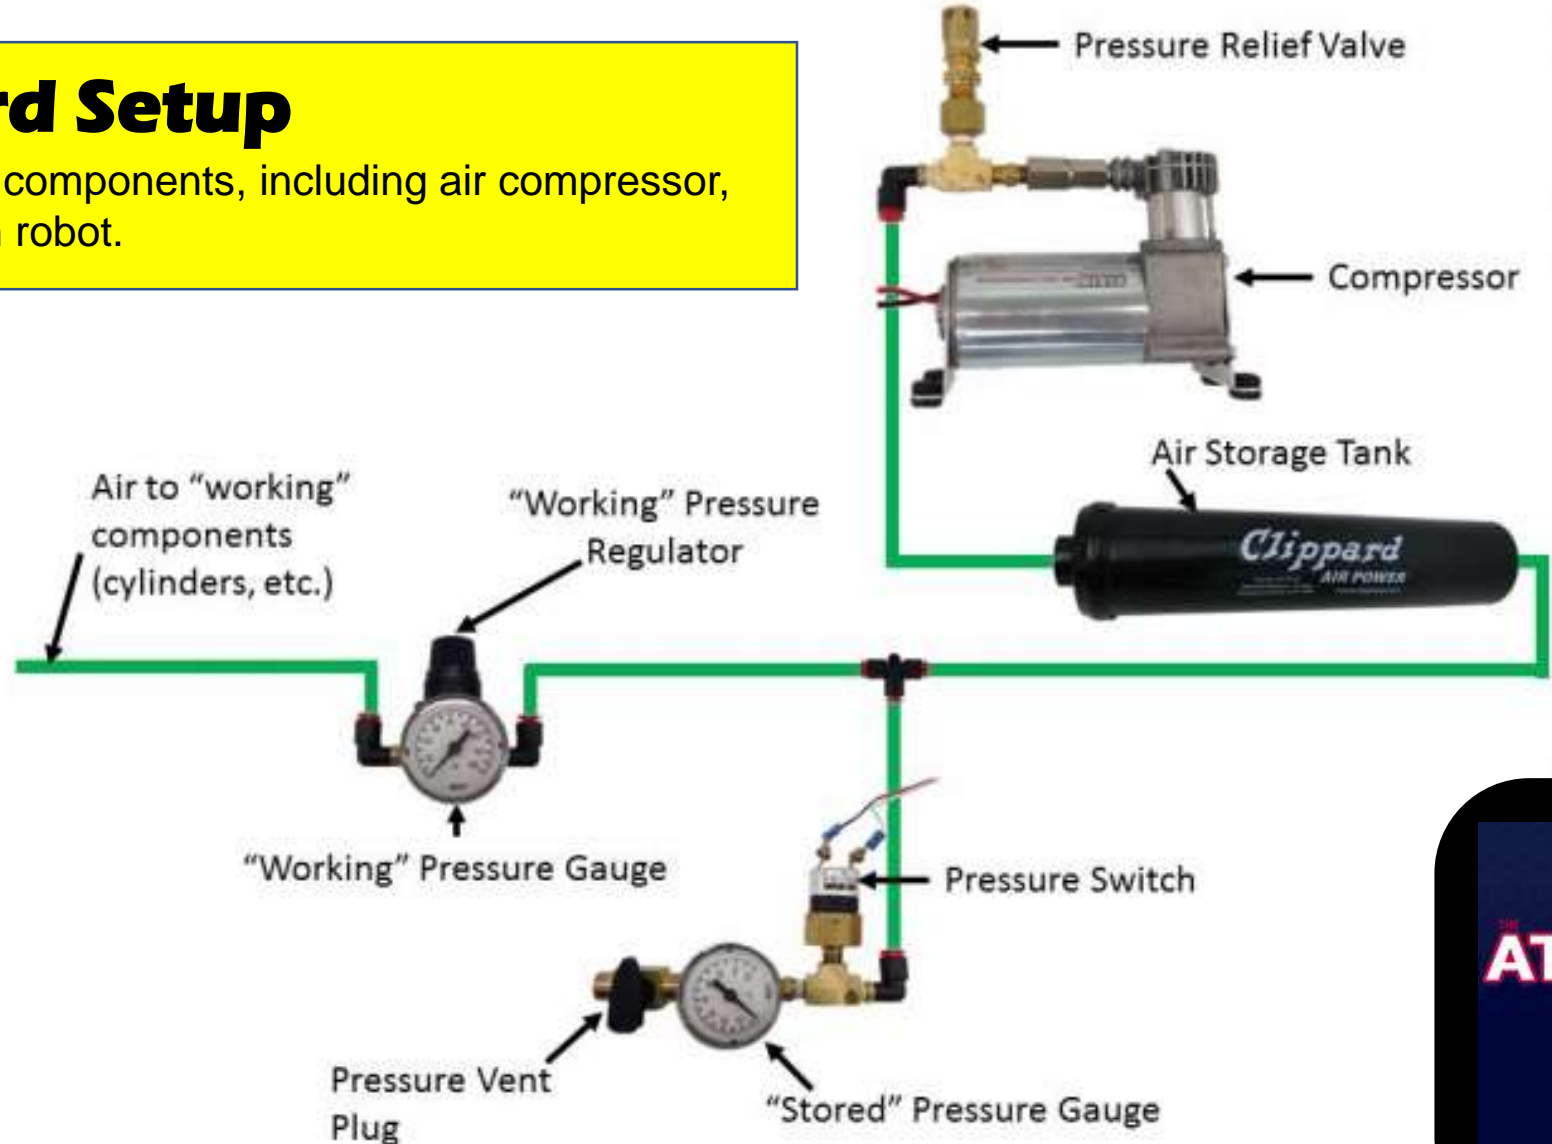 rd Setup
components, including air compressor,
robot.
Pressure Relief Valve
Compressor
Air Storage Tank
Clippard
AIR POWER
Air to “working”
components
(cylinders, etc.)
“Working” Pressure
Regulator
“Working” Pressure Gauge
Pressure Switch
Pressure Vent
Plug
“Stored” Pressure Gauge
THE
AT